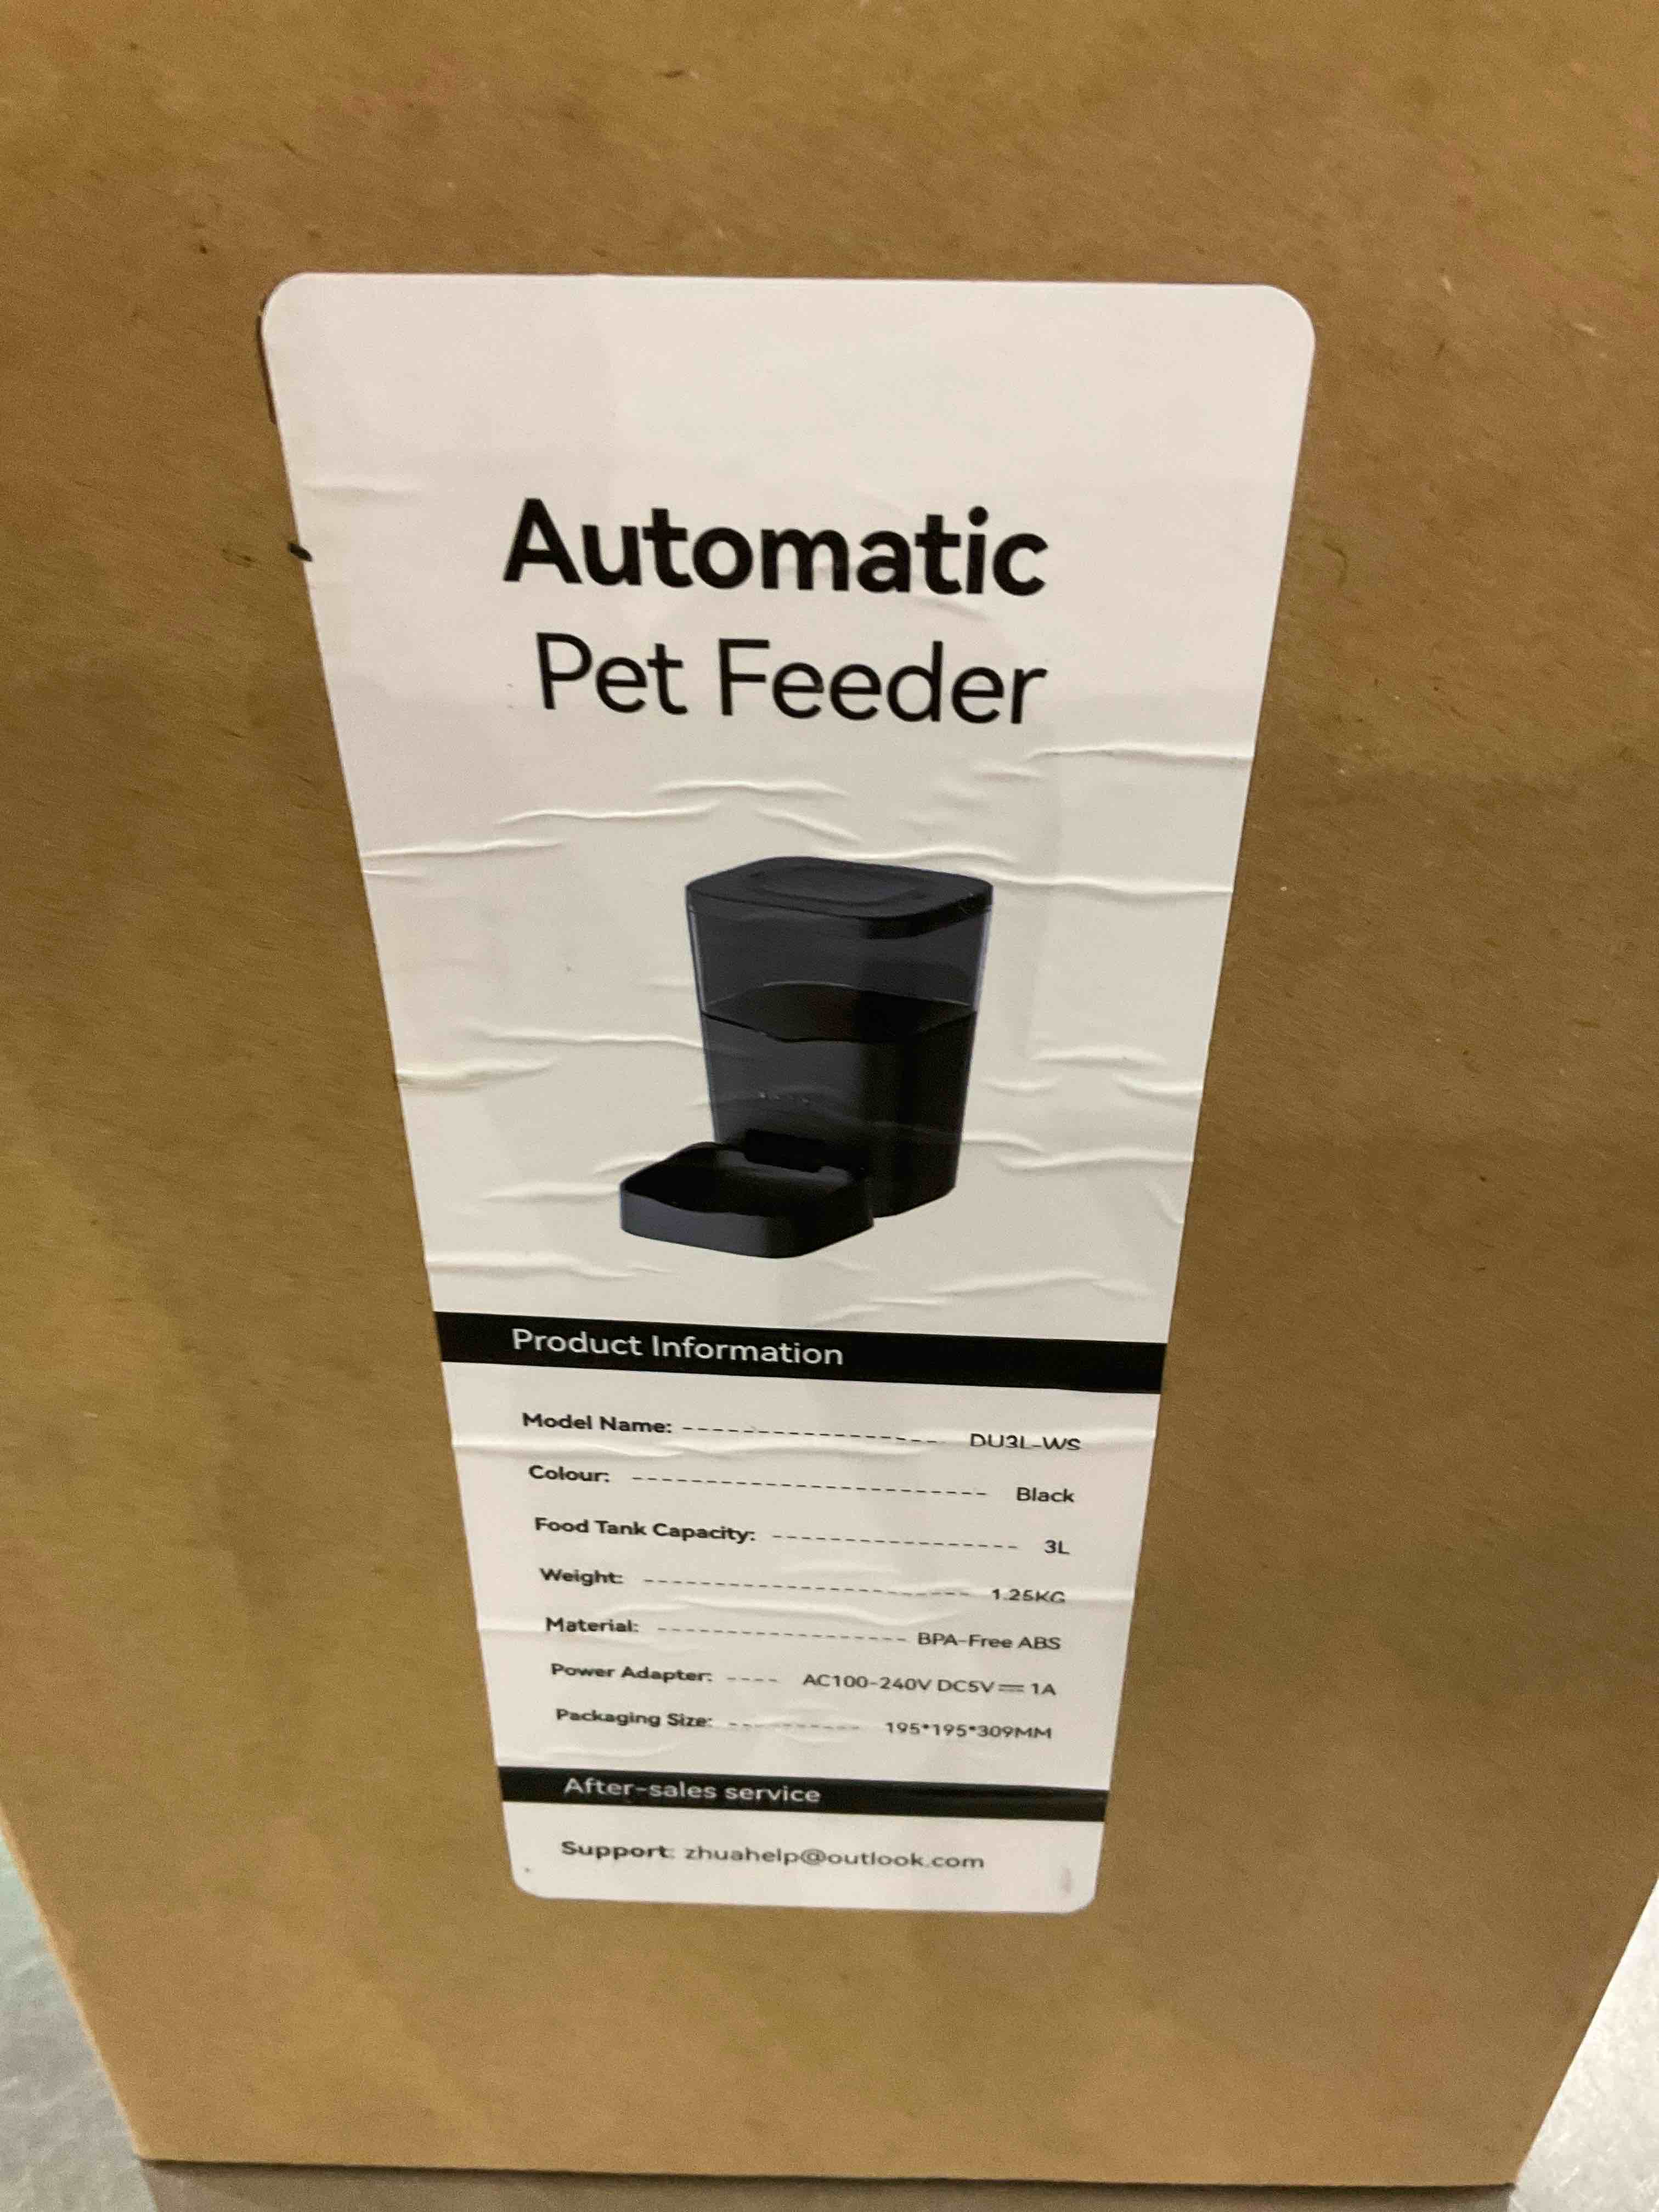 Automatic
Pet Feeder
Product Information
Model Name: ---------------------- DU3L-WS
Colour: ------------------------------ Black
Food Tank Capacity: -------------------- 3L
Weight: --------------------------- 1.25KG
Material: -------------------- BPA-Free ABS
Power Adapter: ---- AC100-240V DC5V⎓1A
Packaging Size: ----------- 195*195*309MM
After-sales service
Support: zhuahelp@outlook.com